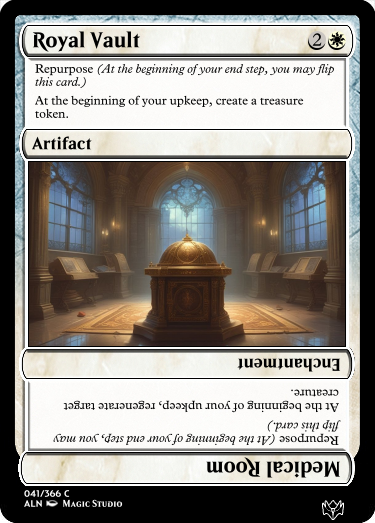 Royal Vault 2
Repurpose (At the beginning of your end step, you may flip
this card.)
At the beginning of your upkeep, create a treasure
token.
Artifact
Medical Room
Repurpose (At the beginning of your end step, you may
flip this card.)
At the beginning of your upkeep, regenerate target
creature.
Enchantment
041/366 C
ALN Magic Studio